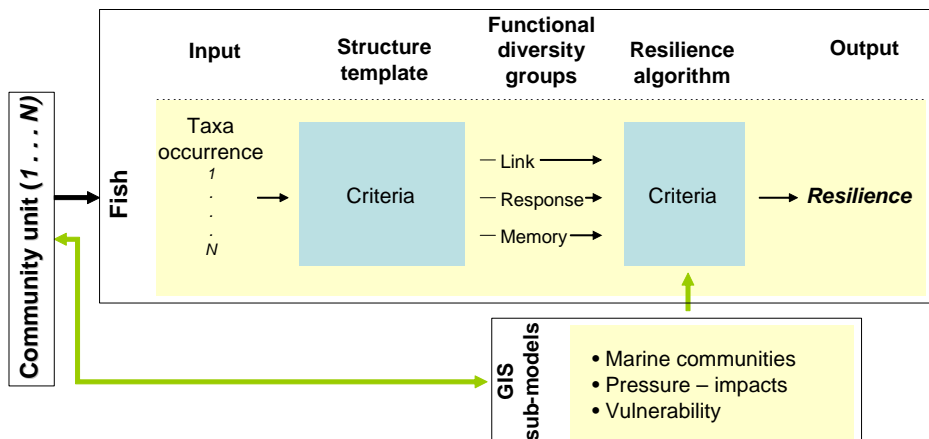 Input
Structure
template
Functional
diversity
groups
Resilience
algorithm
Output
Community unit (1 . . . N)
Fish
Taxa
occurrence
1
.
.
.
N
Criteria
Link
Response
Memory
Criteria
Resilience
GIS
sub-models
• Marine communities
• Pressure – impacts
• Vulnerability